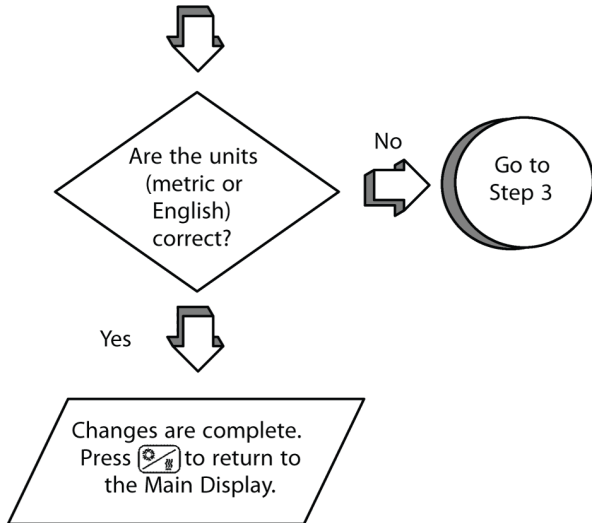 Are the units
(metric or
English)
correct?
No
Go to
Step 3
Yes
Changes are complete.
Press to return to
the Main Display.